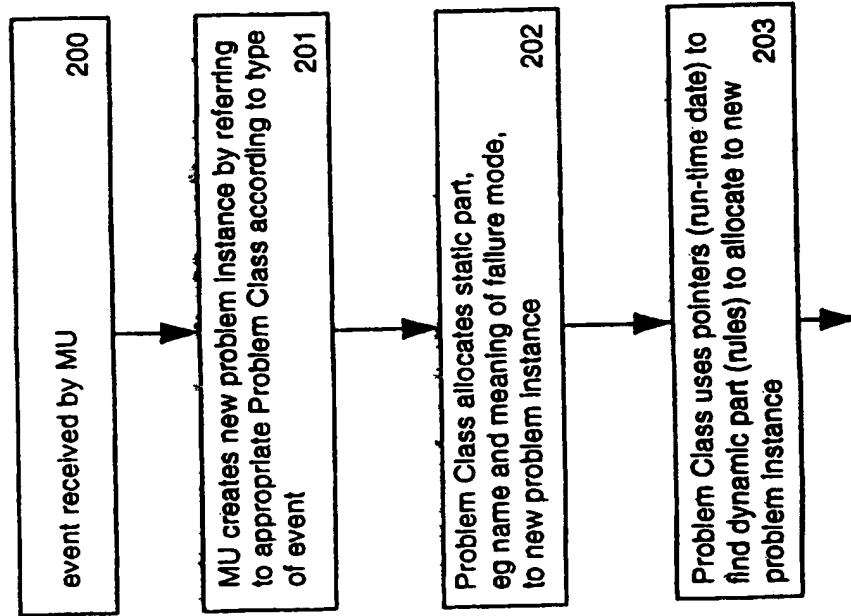 event received by MU
200
MU creates new problem instance by referring
to appropriate Problem Class according to type
of event
201
Problem Class allocates static part,
eg name and meaning of failure mode,
to new problem instance
202
Problem Class uses pointers (run-time date) to
find dynamic part (rules) to allocate to new
problem instance
203